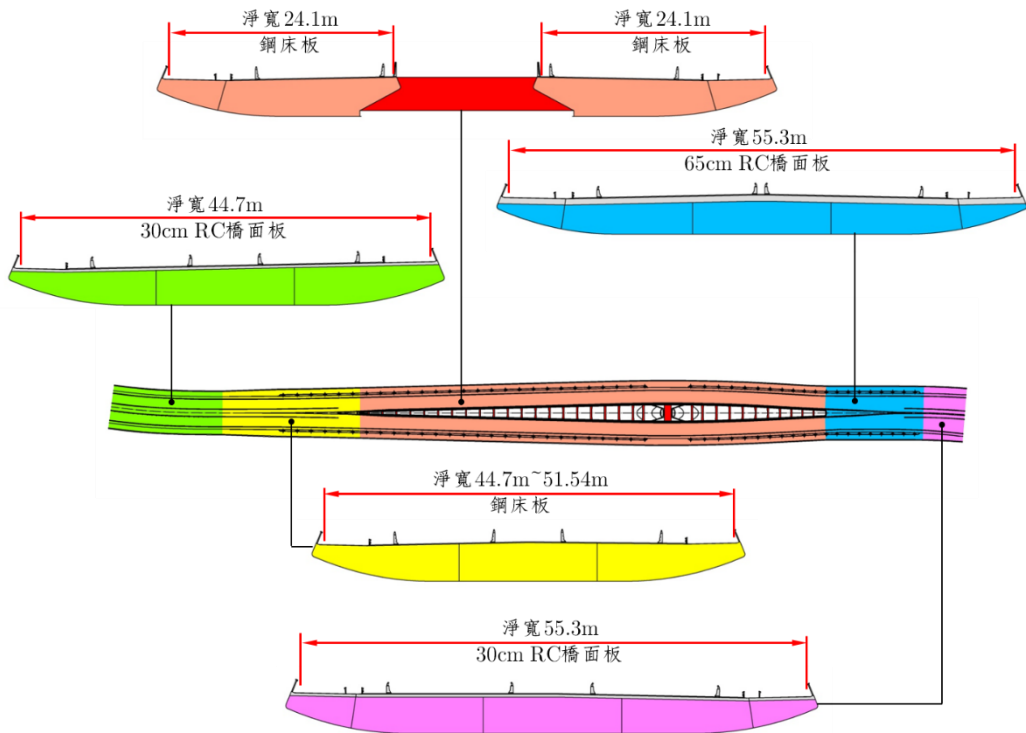 淨寬24.1m
鋼床板
淨寬24.1m
鋼床板
淨寬55.3m
65cm RC橋面板
淨寬44.7m
30cm RC橋面板
淨寬44.7m~51.54m
鋼床板
淨寬55.3m
30cm RC橋面板